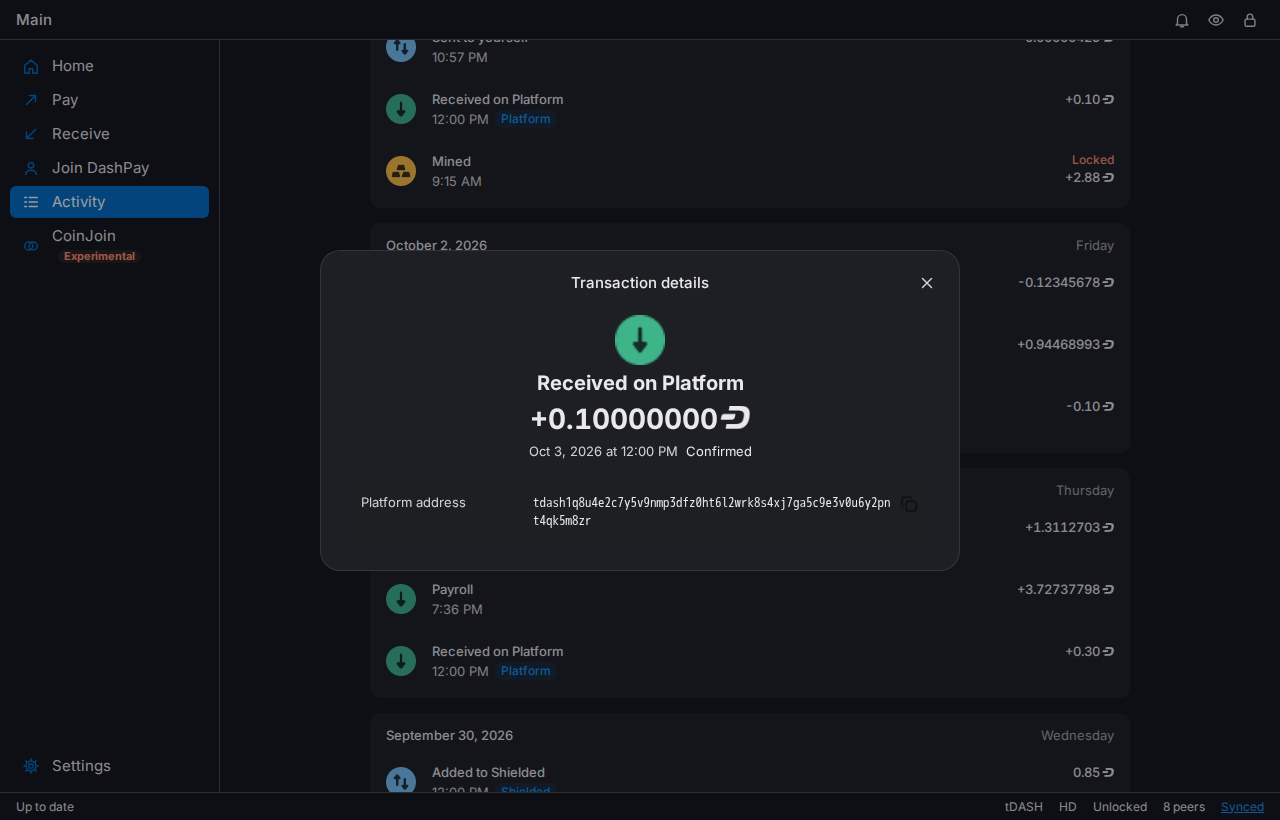 Main
Home
Pay
Receive
Join DashPay
Activity
CoinJoin
Experimental
Settings
10:57 PM
Received on Platform
+0.10
12:00 PM Platform
Mined
Locked
9:15 AM
+2.88
October 2, 2026
Friday
-0.12345678
+0.94468993
-0.10
Transaction details
Received on Platform
+0.10000000
Oct 3, 2026 at 12:00 PM Confirmed
Platform address
tdash1q8u4e2c7y5v9nmp3dfz0ht6l2wrk8s4xj7ga5c9e3v0u6y2pn
t4qk5m8zr
Thursday
+1.3112703
Payroll
+3.72737798
7:36 PM
Received on Platform
+0.30
12:00 PM Platform
September 30, 2026
Wednesday
Added to Shielded
0.85
12:00 PM Shielded
Up to date
tDASH HD Unlocked 8 peers Synced